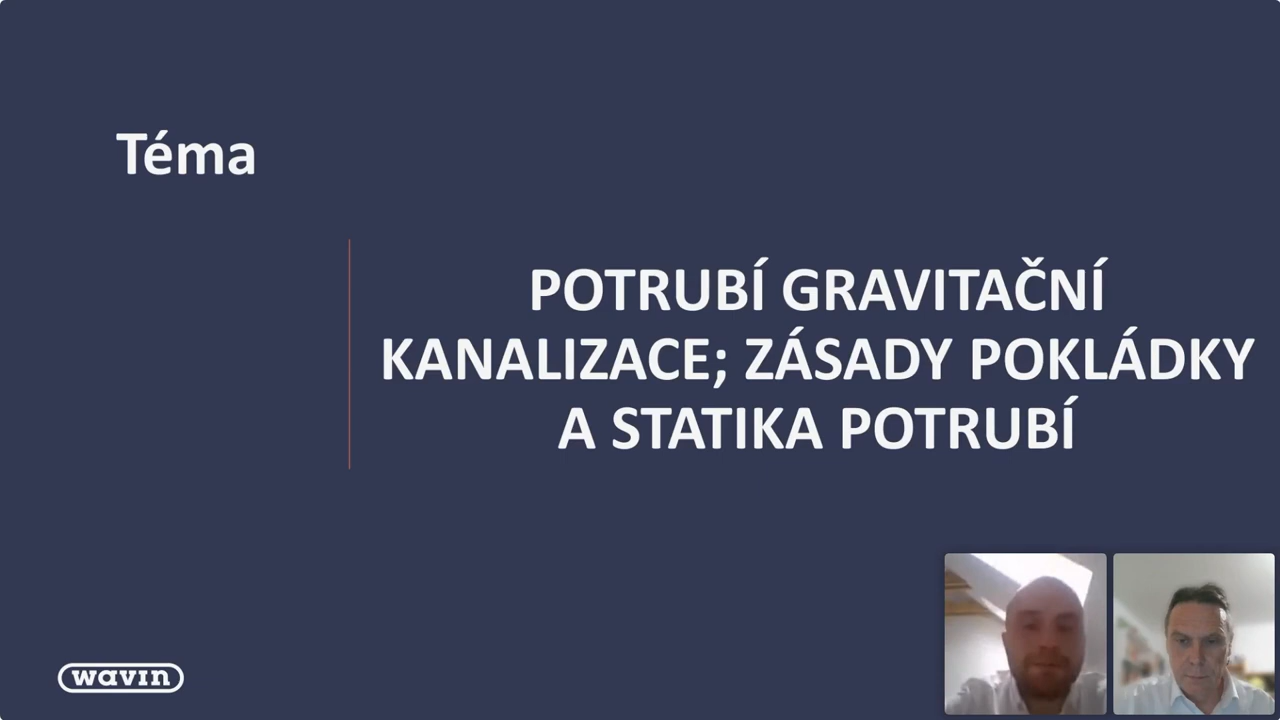 Téma
POTRUBÍ GRAVITAČNÍ
KANALIZACE; ZÁSADY POKLÁDKY
A STATIKA POTRUBÍ
wavin